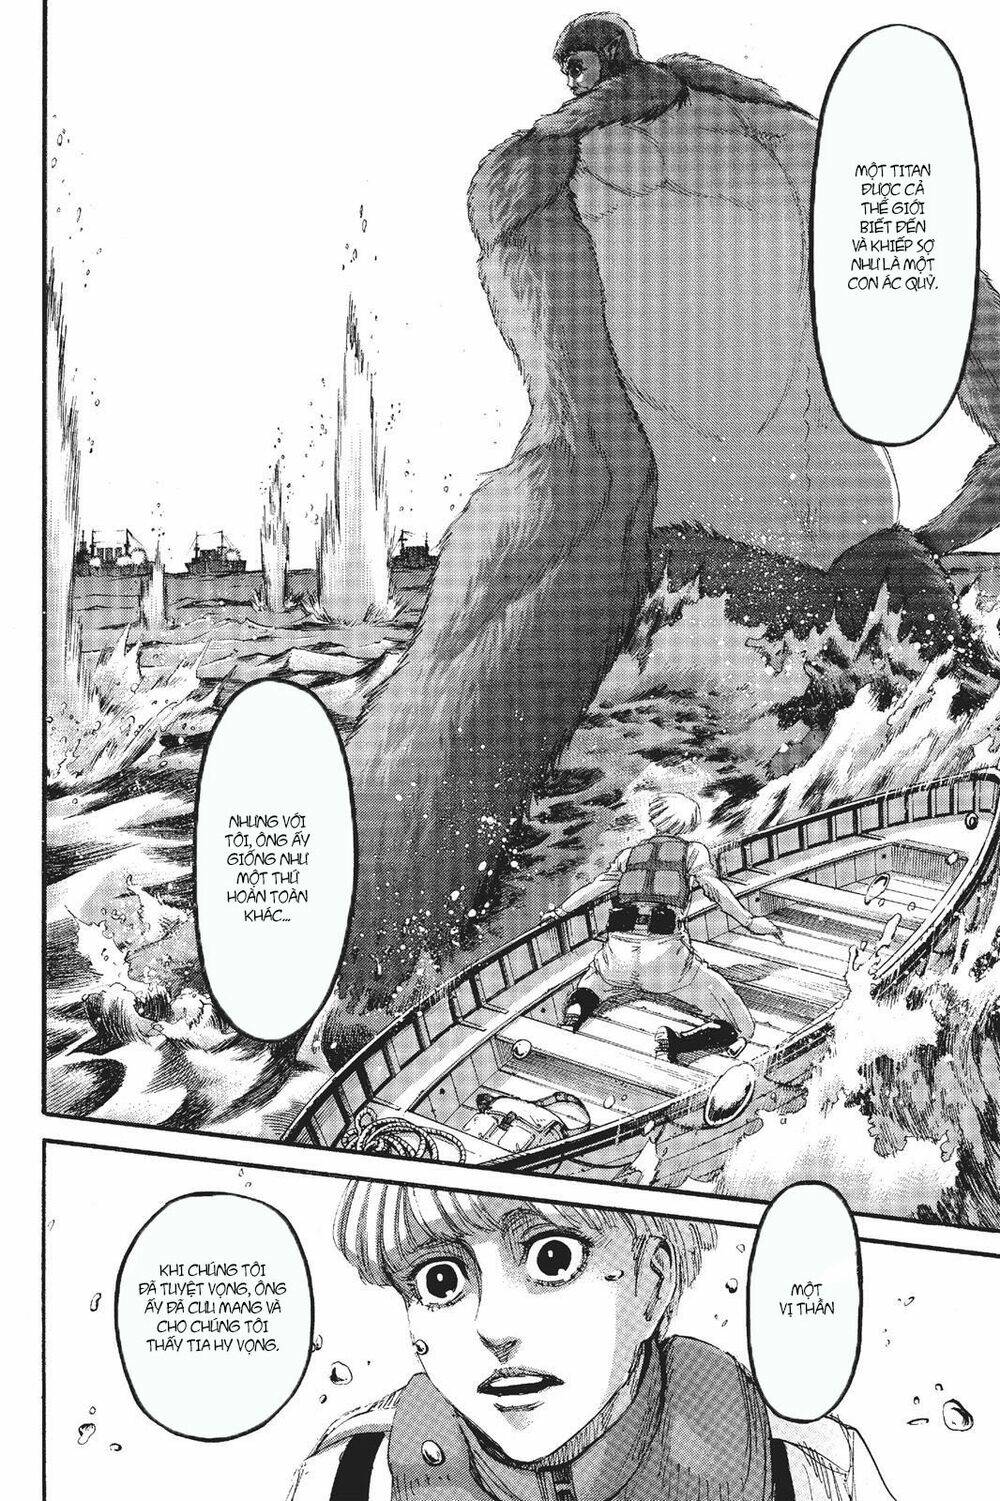 MỘT TITAN
ĐƯỢC CẢ
THẾ GIỚI
BIẾT ĐẾN
VÀ KHIẾP SỢ
NHƯ LÀ MỘT
CON ÁC QUỶ.
NHƯNG VỚI
TÔI, ÔNG ẤY
GIỐNG NHƯ
MỘT THỨ
HOÀN TOÀN
KHÁC...
MỘT
VỊ THẦN
KHI CHÚNG TÔI
ĐÃ TUYỆT VỌNG, ÔNG
ẤY ĐÃ CƯU MANG VÀ
CHO CHÚNG TÔI
THẤY TIA HY VỌNG.